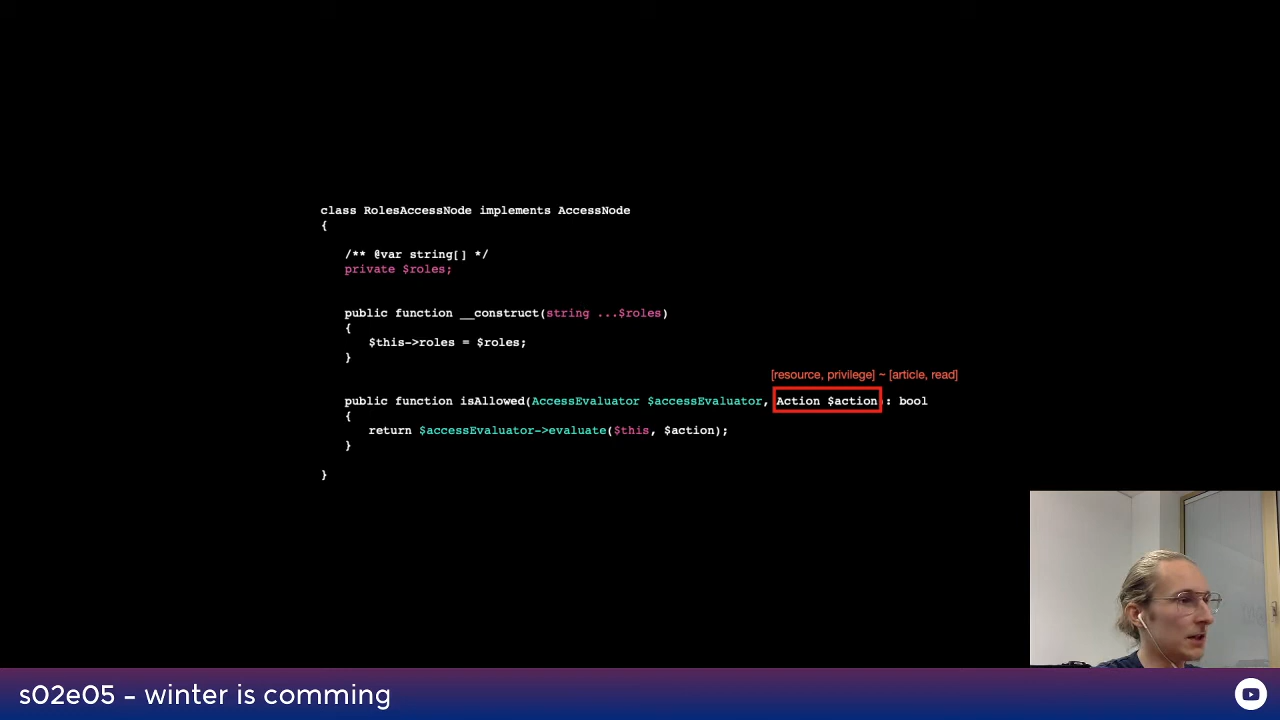 class RolesAccessNode implements AccessNode
{
/** @var string[] */
private $roles;
public function __construct(string ...$roles)
{
$this->roles = $roles;
}
[resource, privilege] ~ [article, read]
public function isAllowed(AccessEvaluator $accessEvaluator, Action $action): bool
{
return $accessEvaluator->evaluate($this, $action);
}
}
s02e05 - winter is comming